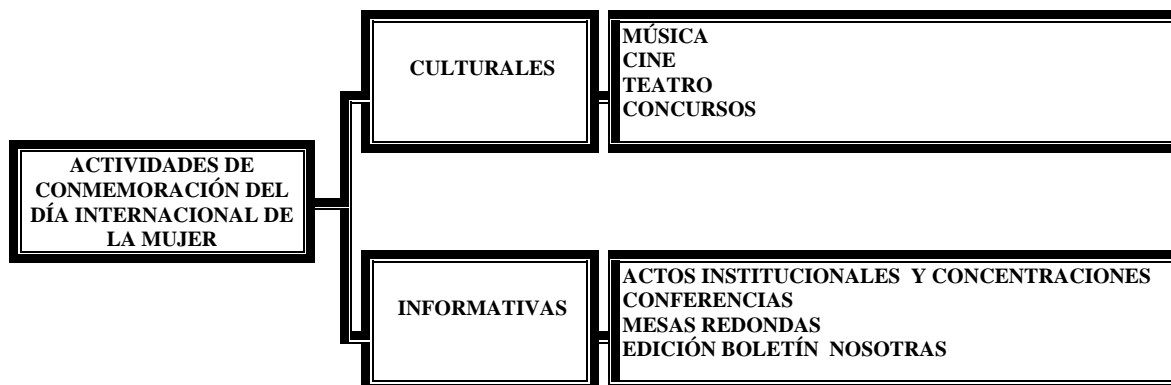 ACTIVIDADES DE
CONMEMORACIÓN DEL
DÍA INTERNACIONAL DE
LA MUJER
CULTURALES
MÚSICA
CINE
TEATRO
CONCURSOS
INFORMATIVAS
ACTOS INSTITUCIONALES Y CONCENTRACIONES
CONFERENCIAS
MESAS REDONDAS
EDICIÓN BOLETÍN NOSOTRAS